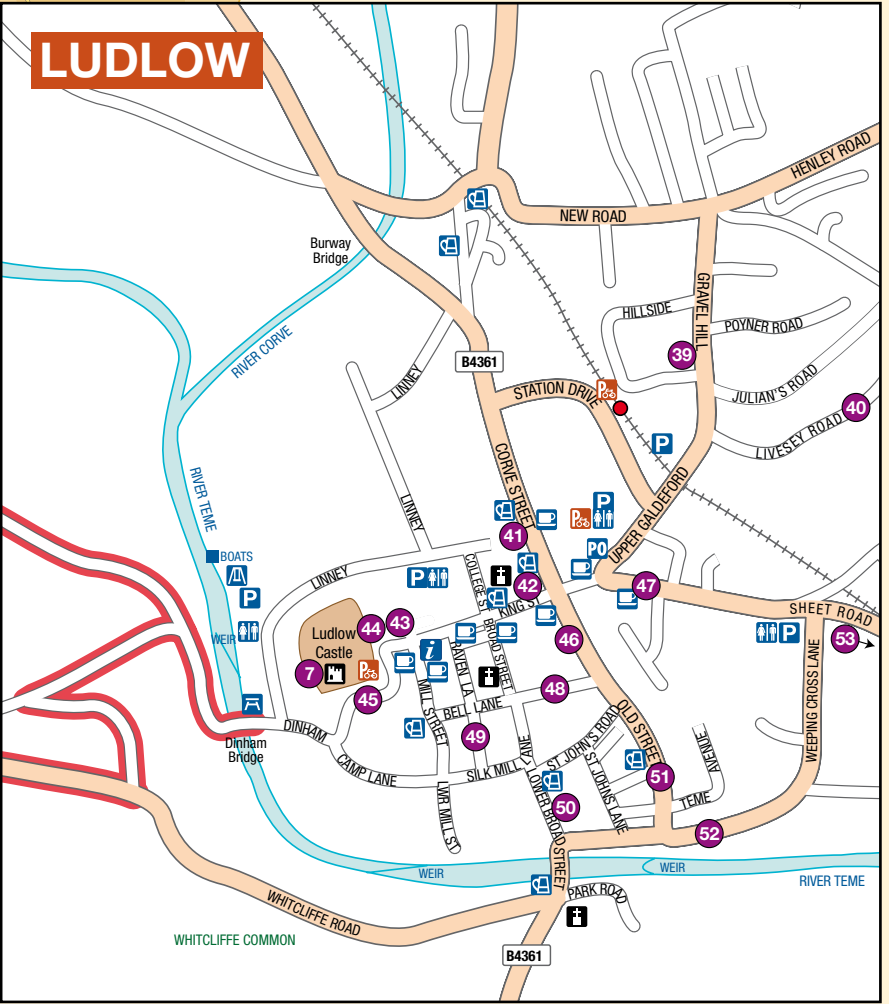 LUDLOW
HENLEY ROAD
NEW ROAD
Burway
Bridge
GRAVEL HILL
HILLSIDE
POYNER ROAD
RIVER CORVE
B4361
39
LINNEY
STATION DRIVE
JULIAN'S ROAD
40
LIVESEY ROAD
P
P
CORVE STREET
RIVER TEME
LINNEY
P
P
UPPER GALDEFORD
41
PO
BOATS
LINNEY
P
COLLEGE ST
42
47
P
KING ST
SHEET ROAD
WEIR
Ludlow
Castle
44
43
BROAD STREET
46
P
53
i
RAVEN LA
7
P
WEEPING CROSS LANE
45
MILL STREET
48
BELL LANE
OLD STREET
DINHAM
49
ST JOHN'S ROAD
AVENUE
Dinham
Bridge
CAMP LANE
SILK MILL LANE
ST JOHNS LANE
51
LWR MILL ST
LOWER BROAD STREET
50
TEME
52
WEIR
WEIR
RIVER TEME
PARK ROAD
WHITCLIFFE ROAD
WHITCLIFFE COMMON
B4361